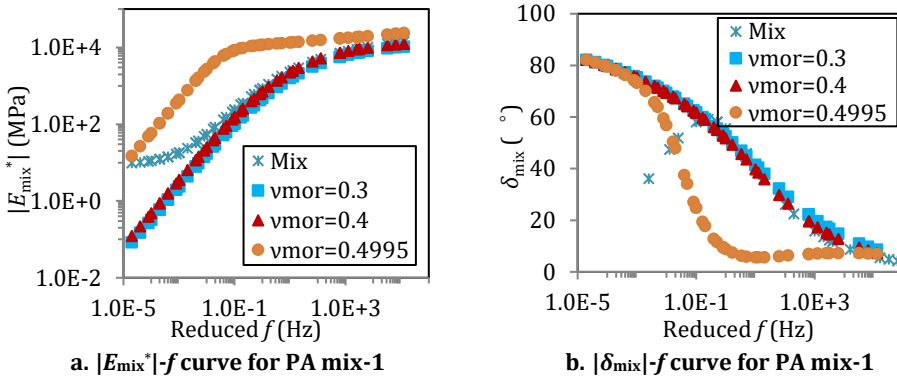 1.0E+4
1.0E+2
1.0E+0
1.0E-2
|E*mix| (MPa)
Mix
νmor=0.3
νmor=0.4
νmor=0.4995
1.0E-5 1.0E-1 1.0E+3
Reduced f (Hz)
a. |Emix*|-f curve for PA mix-1
100
80
60
40
20
0
δmix (°)
Mix
νmor=0.3
νmor=0.4
νmor=0.4995
1.0E-5 1.0E-1 1.0E+3
Reduced f (Hz)
b. |δmix|-f curve for PA mix-1